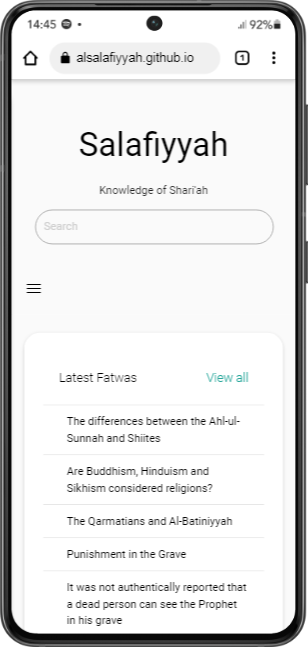 14:45
92%
alsalafiyyah.github.io
1
Salafiyyah
Knowledge of Shari'ah
Search
Latest Fatwas
View all
The differences between the Ahl-ul-
Sunnah and Shiites
Are Buddhism, Hinduism and
Sikhism considered religions?
The Qarmatians and Al-Batiniyyah
Punishment in the Grave
It was not authentically reported that
a dead person can see the Prophet
in his grave